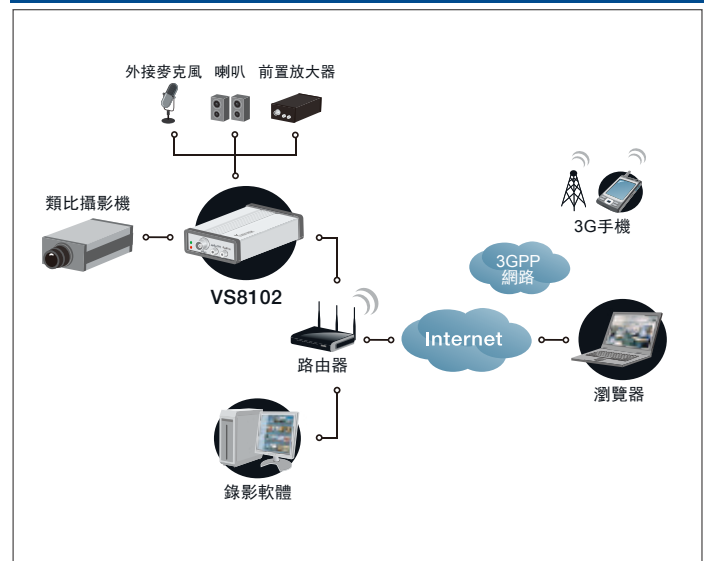 外接麥克風 喇叭 前置放大器
類比攝影機
3G手機
VS8102
3GPP
網路
Internet
路由器
瀏覽器
錄影軟體